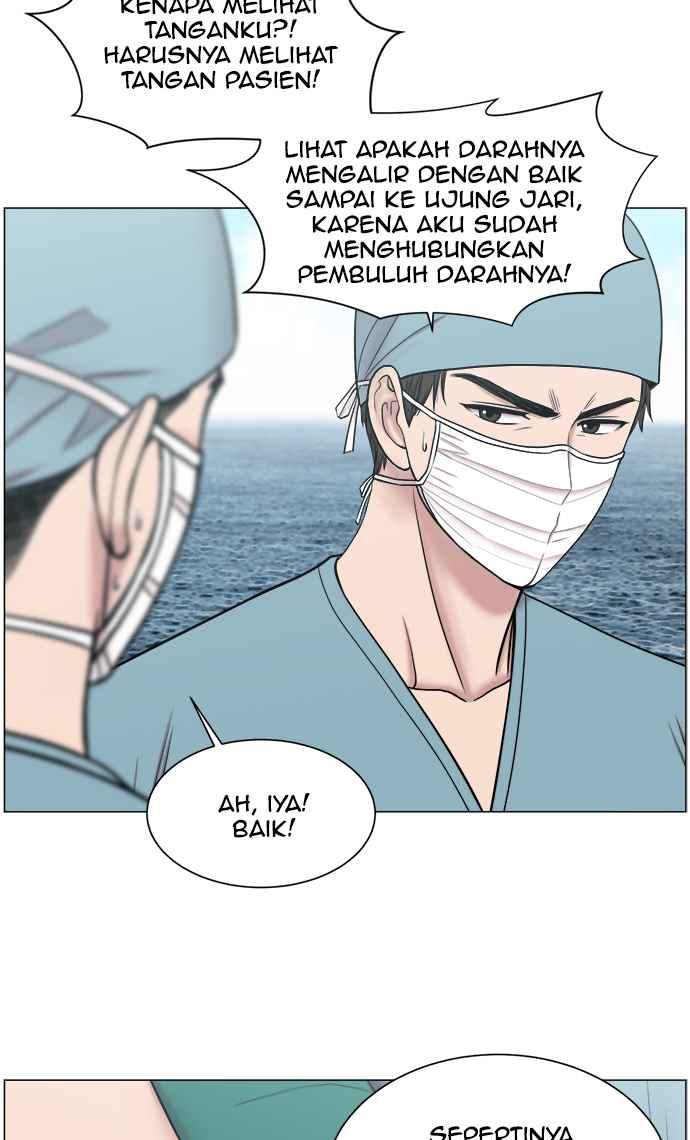 KENAPA MELIHAT
TANGANKU?!
HARUSNYA MELIHAT
TANGAN PASIEN!
LIHAT APAKAH DARAHNYA
MENGALIR DENGAN BAIK
SAMPAI KE UJUNG JARI,
KARENA AKU SUDAH
MENGHUBUNGKAN
PEMBULUH DARAHNYA!
AH, IYA!
BAIK!
SEPERTINYA